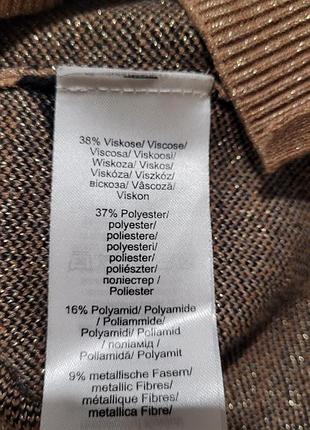 38% Viskose/ Viscose/
Viscosa/ Viskoosi/
Wiskoza/ Viskos/
Viskóza/ Viszkóz/
віскоза/ Vâscoză/
Viskon
37% Polyester/
polyester/
poliestere/
polyesteri/
poliester/
poliészter/
поліестер /
Poliester
16% Polyamid/ Polyamide
/ Poliammide/
Polyamidi/ Poliamid
/ поліамід /
Poliamidă/ Polyamit
9% metallische Fasern/
metallic Fibres/
métallique Fibres/
metallica Fibre/